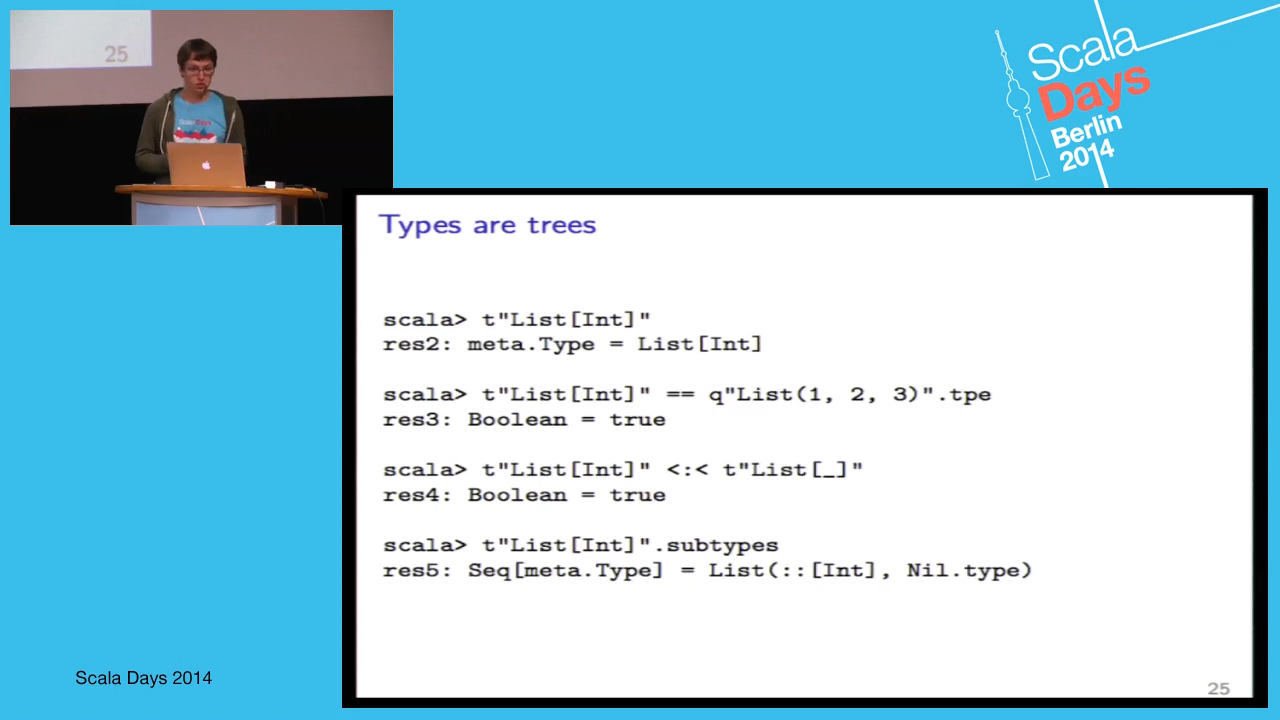 25
Scala
Days
Berlin
2014
Types are trees
scala> t"List[Int]"
res2: meta.Type = List[Int]
scala> t"List[Int]" == q"List(1, 2, 3)".tpe
res3: Boolean = true
scala> t"List[Int]" <:< t"List[_]"
res4: Boolean = true
scala> t"List[Int]".subtypes
res5: Seq[meta.Type] = List(::[Int], Nil.type)
25
Scala Days 2014
Scala Days